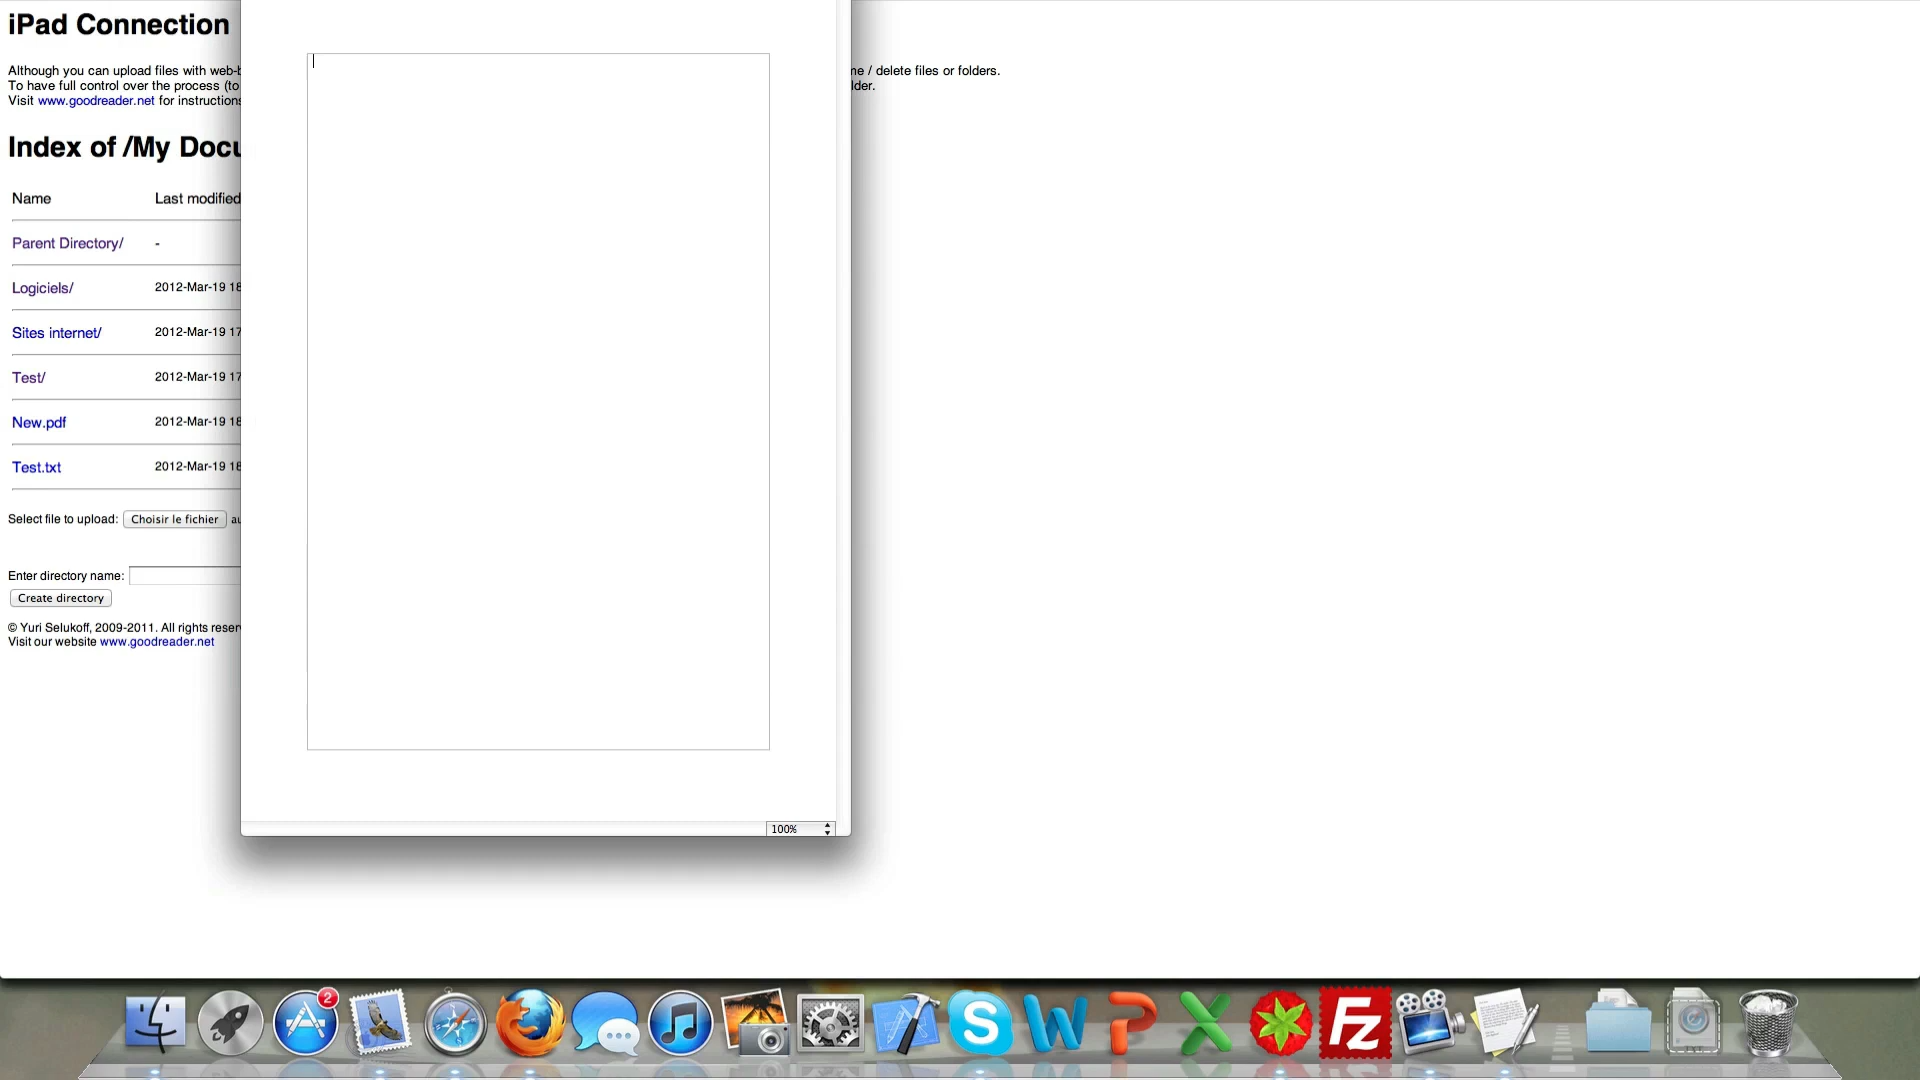 iPad Connection
Although you can upload files with web-b
ne / delete files or folders.
To have full control over the process (to
lder.
Visit www.goodreader.net for instructions
Index of /My Docu
Name Last modified
Parent Directory/ -
Logiciels/ 2012-Mar-19 18
Sites internet/ 2012-Mar-19 17
Test/ 2012-Mar-19 17
New.pdf 2012-Mar-19 18
Test.txt 2012-Mar-19 18
Select file to upload: Choisir le fichier au
Enter directory name:
Create directory
© Yuri Selukoff, 2009-2011. All rights reser
Visit our website www.goodreader.net
100%
2